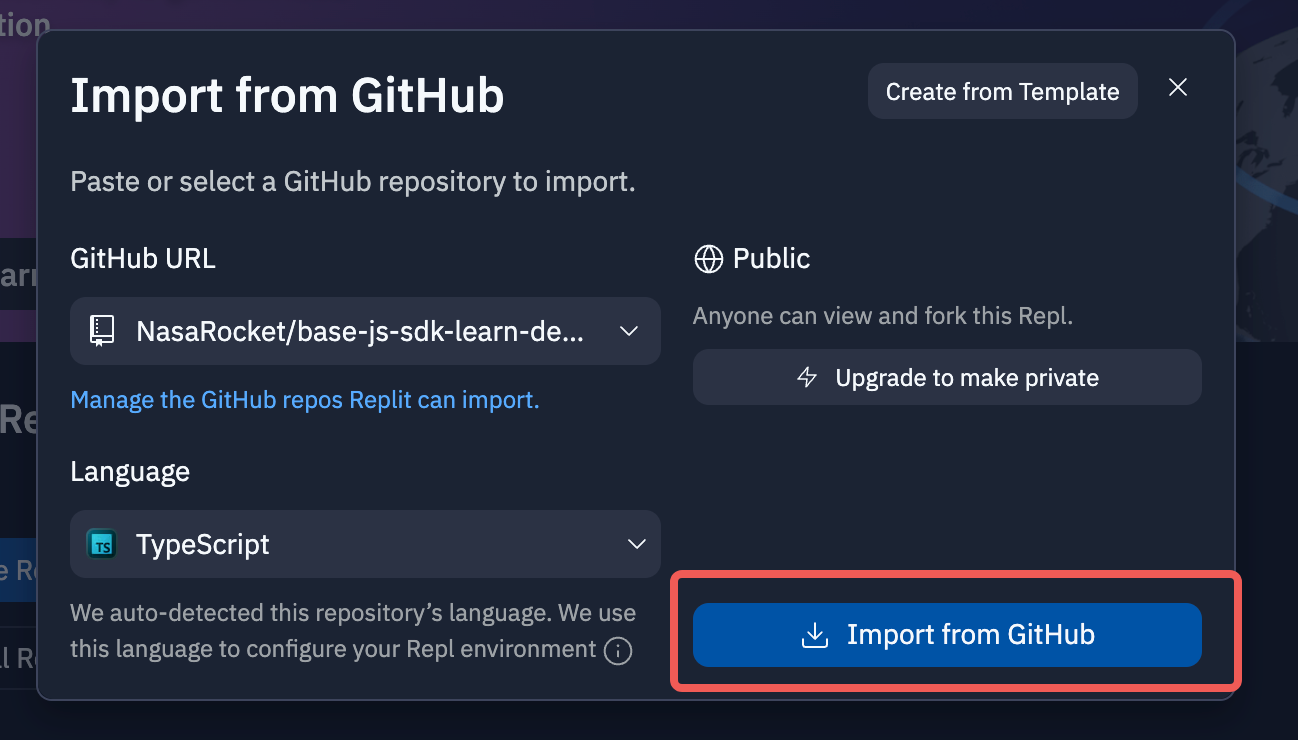 tion
Import from GitHub
Create from Template
Paste or select a GitHub repository to import.
GitHub URL
Public
NasaRocket/base-js-sdk-learn-de...
Anyone can view and fork this Repl.
Upgrade to make private
Manage the GitHub repos Replit can import.
Language
TS TypeScript
We auto-detected this repository’s language. We use
this language to configure your Repl environment
Import from GitHub
arn
Re
e Re
ll Re